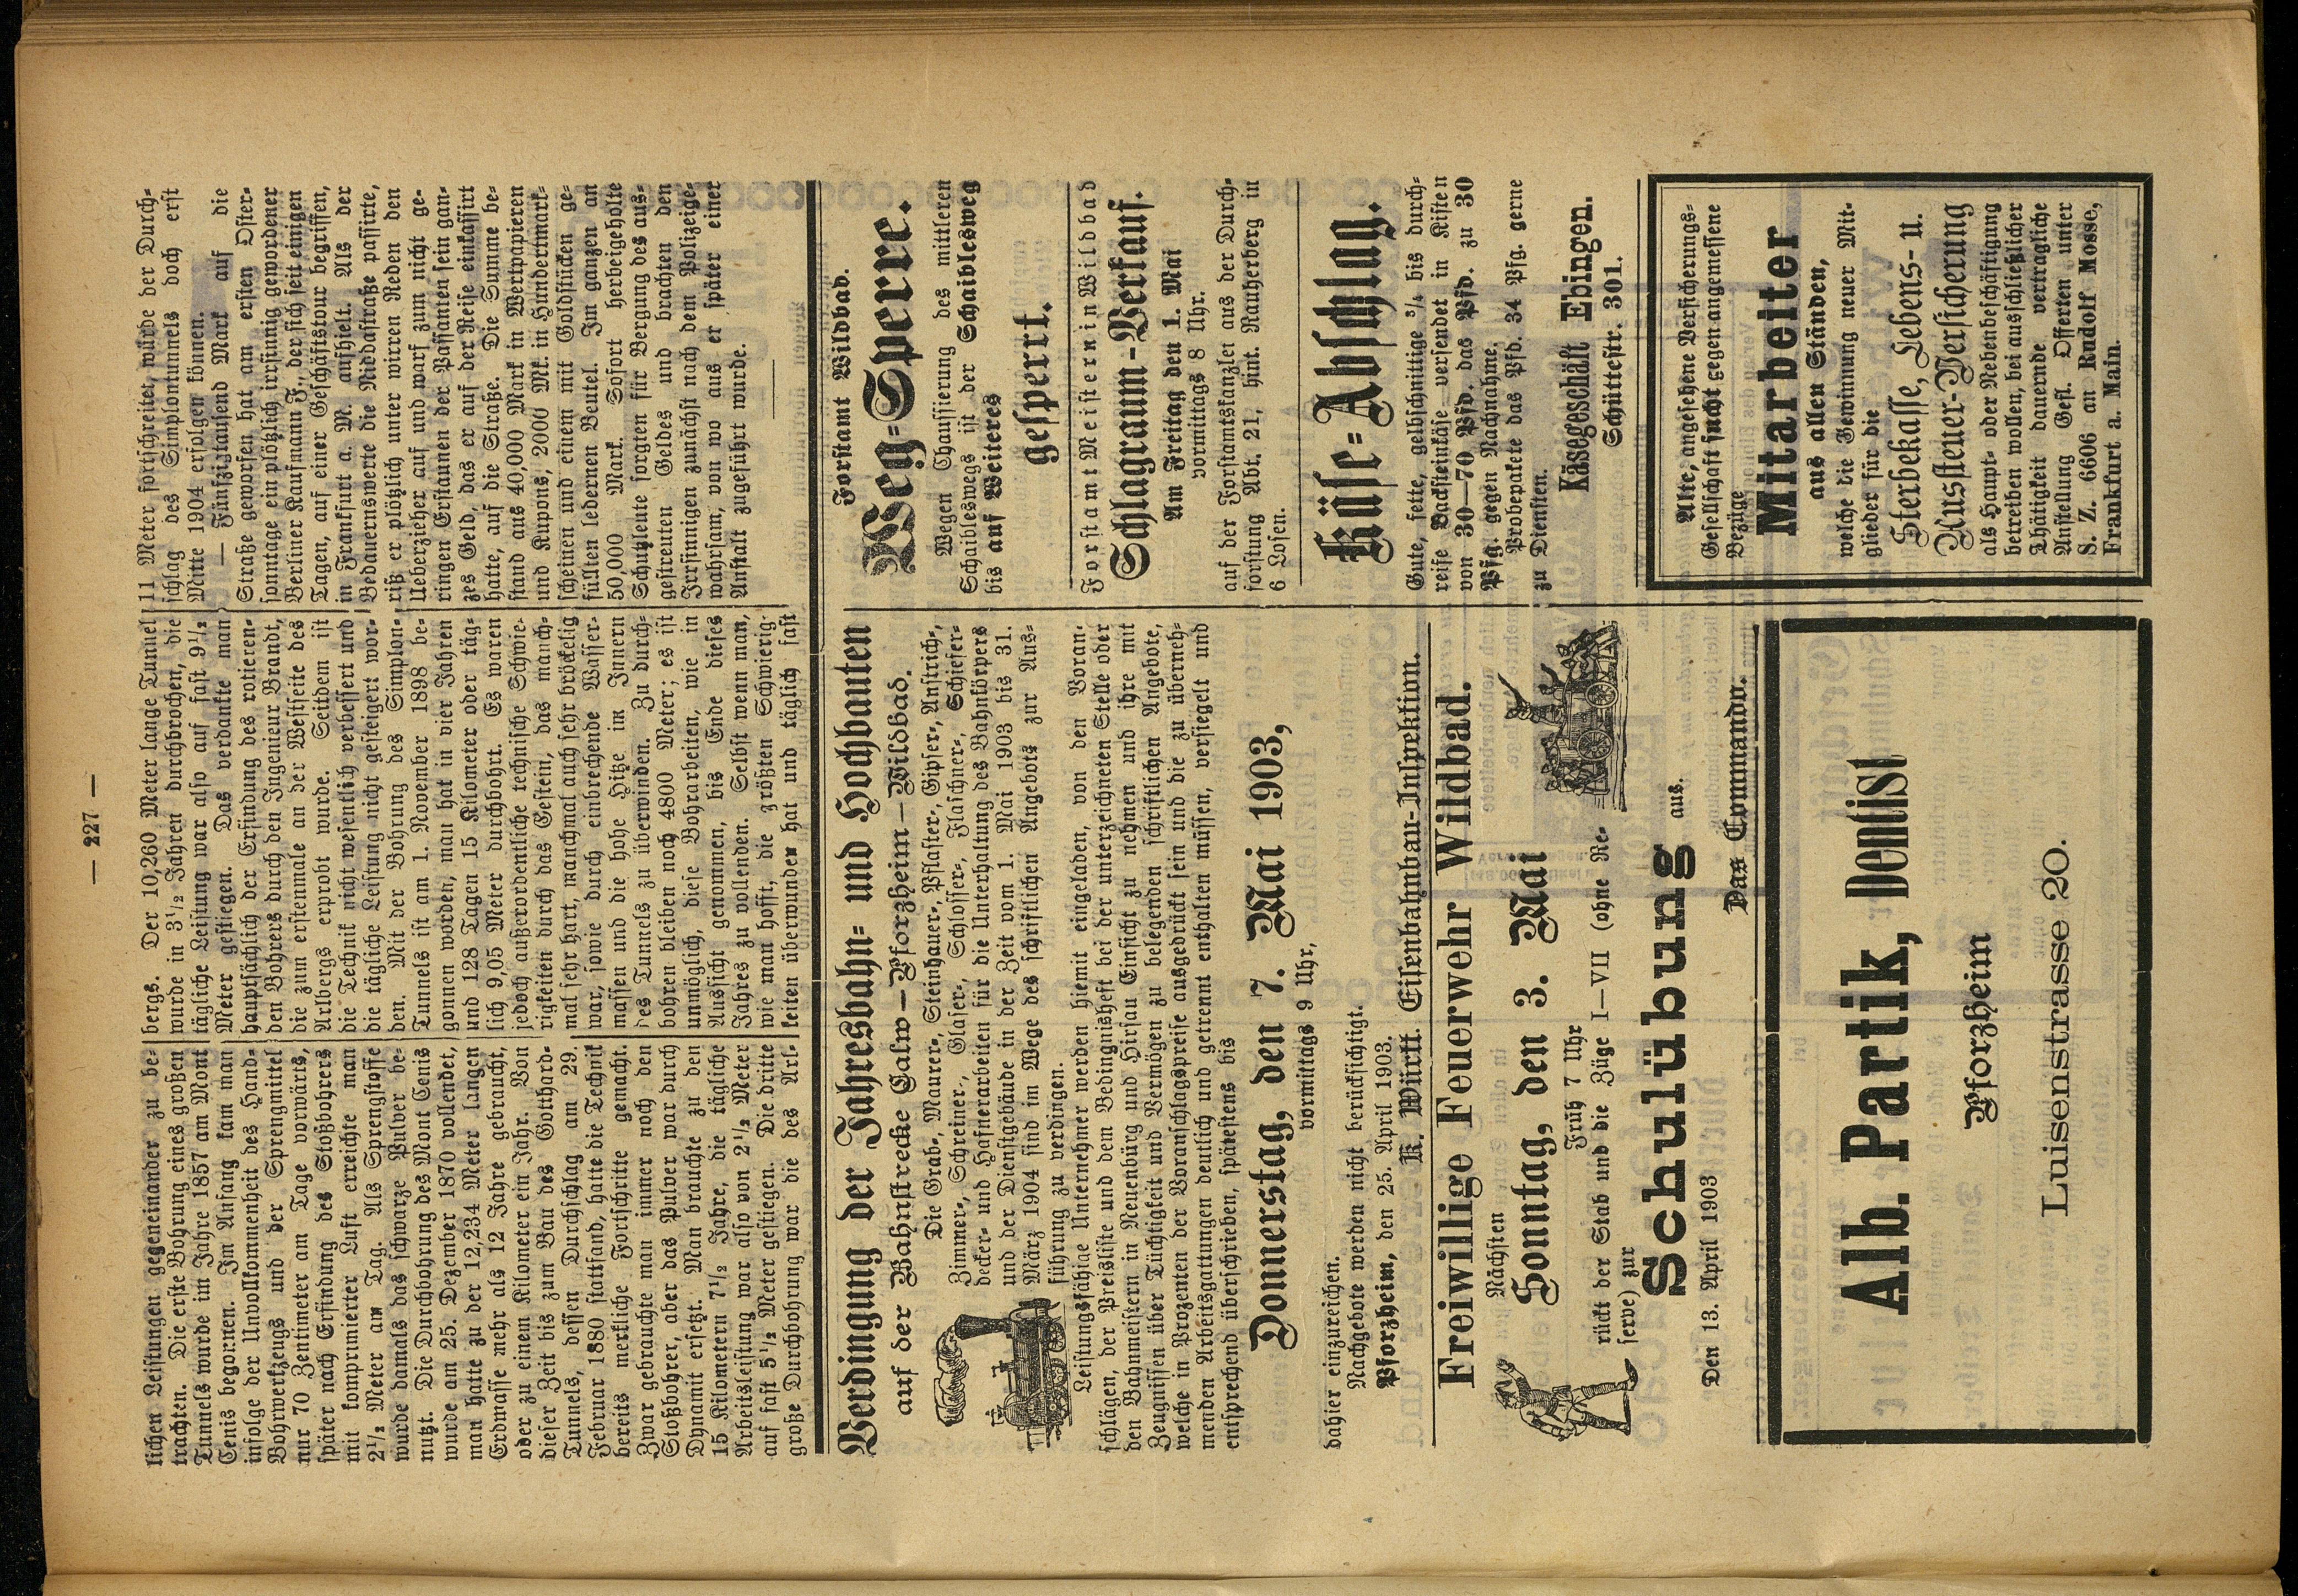 — 227 —
lichen Leistungen gegeneinander zu be-
trachten. Die erste Bohrung eines großen
Tunnels wurde im Jahre 1857 am Mont
Cenis begonnen. Im Anfang kam man
infolge der Unvollkommenheit des Hand-
Bohrwerkzeugs und der Sprengmittel
nur 70 Zentimeter am Tage vorwärts,
später nach Erfindung des Stoßbohrers
mit komprimierter Luft erreichte man
2½ Meter am Tag. Als Sprengstoffe
wurde damals das schwarze Pulver be-
nutzt. Die Durchbohrung des Mont Cenis
wurde am 25. Dezember 1870 vollendet,
man hatte zu der 12,234 Meter langen
Erdmasse mehr als 12 Jahre gebraucht,
oder zu einem Kilometer ein Jahr. Von
dieser Zeit bis zum Bau des Gotthard-
Tunnels, dessen Durchschlag am 29.
Februar 1880 stattfand, hatte die Technik
bereits merkliche Fortschritte gemacht.
Zwar gebrauchte man immer noch den
Stoßbohrer, aber das Pulver war durch
Dynamit ersetzt. Man brauchte zu den
15 Kilometern 7½ Jahre, die tägliche
Arbeitsleistung war also von 2½ Meter
auf fast 5½ Meter gestiegen. Die dritte
große Durchbohrung war die des Arl-
bergs. Der 10,260 Meter lange Tunnel
wurde in 3½ Jahren durchbrochen, die
tägliche Leistung war also auf fast 9½
Meter gestiegen. Das verdankte man
hauptsächlich der Erfindung des rotieren-
den Bohrers durch den Ingenieur Brandt,
die zum erstenmale an der Westseite des
Arlbergs erprobt wurde. Seitdem ist
die Technik nicht wesentlich verbessert und
die tägliche Leistung nicht gesteigert wor-
den. Mit der Bohrung des Simplon-
Tunnels ist am 1. November 1898 be-
gonnen worden, man hat in vier Jahren
und 128 Tagen 15 Kilometer oder täg-
lich 9,05 Meter durchbohrt. Es waren
jedoch außerordentliche technische Schwie-
rigkeiten durch das Gestein, das manch-
mal sehr hart, manchmal auch sehr bröckelig
war, sowie durch einbrechende Wasser-
massen und die hohe Hitze im Innern
des Tunnels zu überwinden. Zu durch-
bohren bleiben noch 4800 Meter; es ist
unmöglich, diese Bohrarbeiten, wie in
Aussicht genommen, bis Ende dieses
Jahres zu vollenden. Selbst wenn man,
wie man hofft, die größten Schwierig-
keiten überwunden hat und täglich fast
11 Meter fortschreitet, würde der Durch-
schlag des Simplontunnels doch erst
Mitte 1904 erfolgen können.
— Fünfzigtausend Mark auf die
Straße geworfen hat am ersten Oster-
sonntage ein plötzlich irrsinnig gewordener
Berliner Kaufmann F., der sich seit einigen
Tagen, auf einer Geschäftstour begriffen,
in Frankfurt a. M. aufhielt. Als der
Bedauernswerte die Niddastraße passirte,
riß er plötzlich unter wirren Reden den
Ueberzieher auf und warf zum nicht ge-
ringen Erstaunen der Passanten sein gan-
zes Geld, das er auf der Reise einkassirt
hatte, auf die Straße. Die Summe be-
stand aus 40,000 Mark in Wertpapieren
und Kupons, 2000 Mk. in Hundertmark-
scheinen und einem mit Goldstücken ge-
füllten ledernen Beutel. Im ganzen an
50,000 Mark. Sofort herbeigeholte
Schutzleute sorgten für Bergung des aus-
gestreuten Geldes und brachten den
Irrsinnigen zunächst nach dem Polizeige-
wahrsam, von wo aus er später einer
Anstalt zugeführt wurde.
Verdingung der Jahresbahn- und Hochbauten
auf der Bahnstrecke Calw—Pforzheim—Wildbad.
Die Grab-, Maurer-, Steinhauer-, Pflaster-, Gipser-, Anstrich-,
Zimmer-, Schreiner-, Glaser-, Schlosser-, Flaschner-, Schiefer-
decker- und Hafnerarbeiten für die Unterhaltung des Bahnkörpers
und der Dienstgebäude in der Zeit vom 1. Mai 1903 bis 31.
März 1904 sind im Wege des schriftlichen Angebots zur Aus-
führung zu verdingen.
Leistungsfähige Unternehmer werden hiemit eingeladen, von den Voran-
schlägen, der Preisliste und dem Bedingnisheft bei der unterzeichneten Stelle oder
den Bahnmeistern in Neuenbürg und Hirsau Einsicht zu nehmen und ihre mit
Zeugnissen über Tüchtigkeit und Vermögen zu belegenden schriftlichen Angebote,
welche in Prozenten der Voranschlagspreise ausgedrückt sein und die zu überneh-
menden Arbeitsgattungen deutlich und getrennt enthalten müssen, versiegelt und
entsprechend überschrieben, spätestens bis
Donnerstag, den 7. Mai 1903,
vormittags 9 Uhr,
dahier einzureichen.
Nachgebote werden nicht berücksichtigt.
Pforzheim, den 25. April 1903.
K. Württ. Eisenbahnbau-Inspektion.
Freiwillige Feuerwehr Wildbad.
Nächsten
Sonntag, den 3. Mai
Früh 7 Uhr
rückt der Stab und die Züge I—VII (ohne Re-
serve) zur
Schulübung aus.
Den 13. April 1903
Das Commando.
Alb. Partik, Dentist
Pforzheim
Luisenstrasse 20.
Forstamt Wildbad.
Weg-Sperre.
Wegen Chaussierung des mittleren
Schaiblesweges ist der Schaiblesweg
bis auf Weiteres
gesperrt.
Forstamt Meistern in Wildbad
Schlagraum-Verkauf.
Am Freitag den 1. Mai
vormittags 8 Uhr.
auf der Forstamtskanzlei aus der Durch-
forstung Abt. 21, hint. Rauherberg in
6 Losen.
Käse-Abschlag.
Gute, fette, gelbschnittige ¾ bis durch-
reife Backsteinkäse versendet in Kisten
von 30—70 Pfd. das Pfd. zu 30
Pfg. gegen Nachnahme.
Probepakete das Pfd. 34 Pfg. gerne
zu Diensten.
Käsegeschäft Ebingen.
Schüttestr. 301.
Alte, angesehene Versicherungs-
Gesellschaft sucht gegen angemessene
Bezüge
Mitarbeiter
aus allen Ständen,
welche die Gewinnung neuer Mit-
glieder für die
Sterbekasse, Lebens- u.
Aussteuer-Versicherung
als Haupt- oder Nebenbeschäftigung
betreiben wollen, bei ausschließlicher
Thätigkeit dauernde vertragliche
Anstellung Gefl. Offerten unter
S. Z. 6606 an Rudolf Mosse,
Frankfurt a. Main.